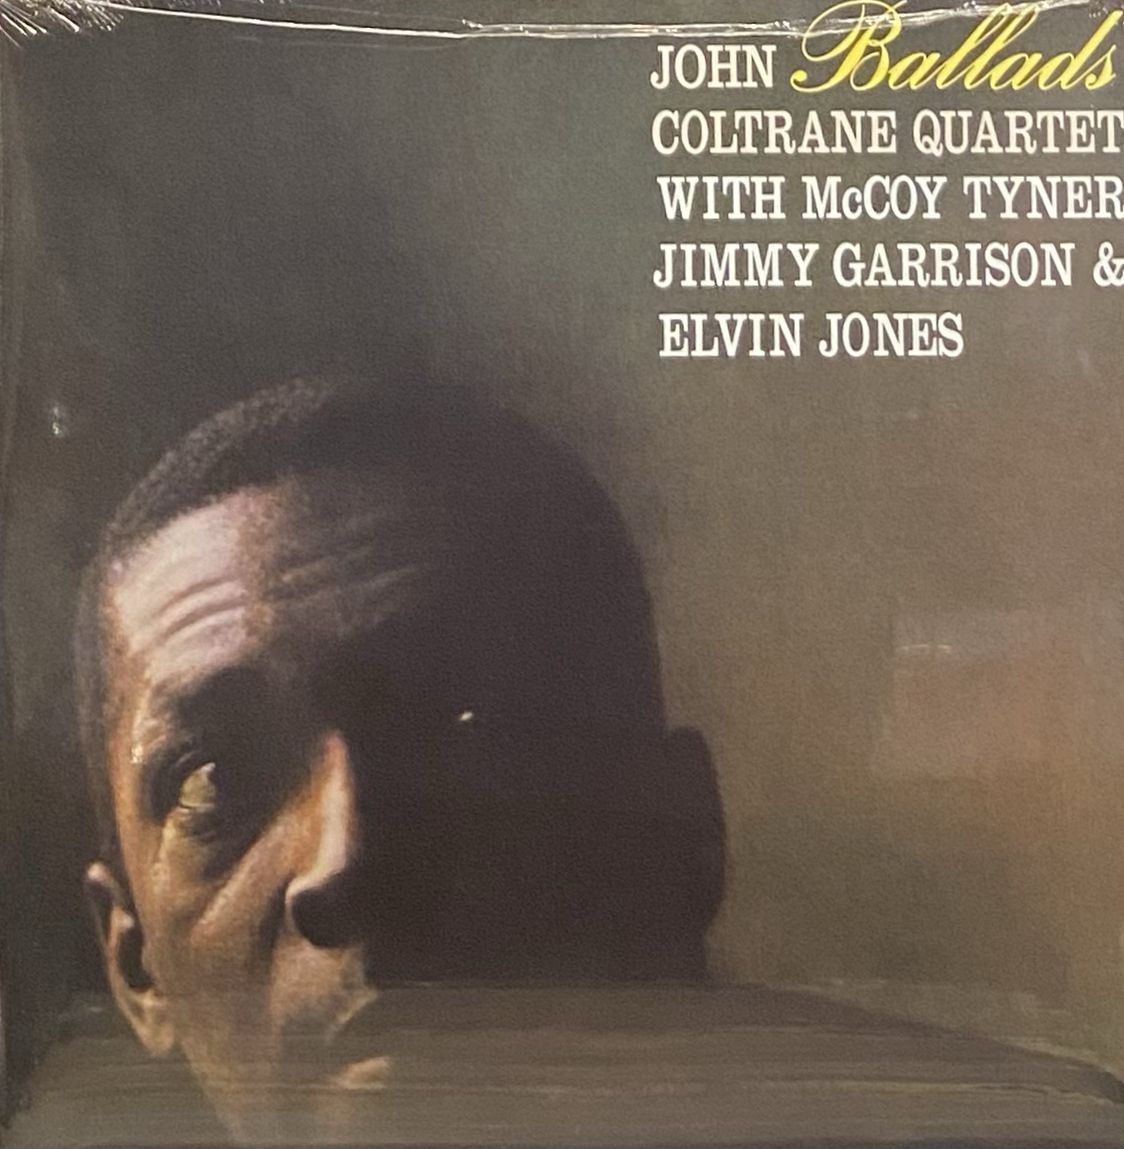 JOHN Ballads
COLTRANE QUARTET
WITH McCOY TYNER
JIMMY GARRISON &
ELVIN JONES